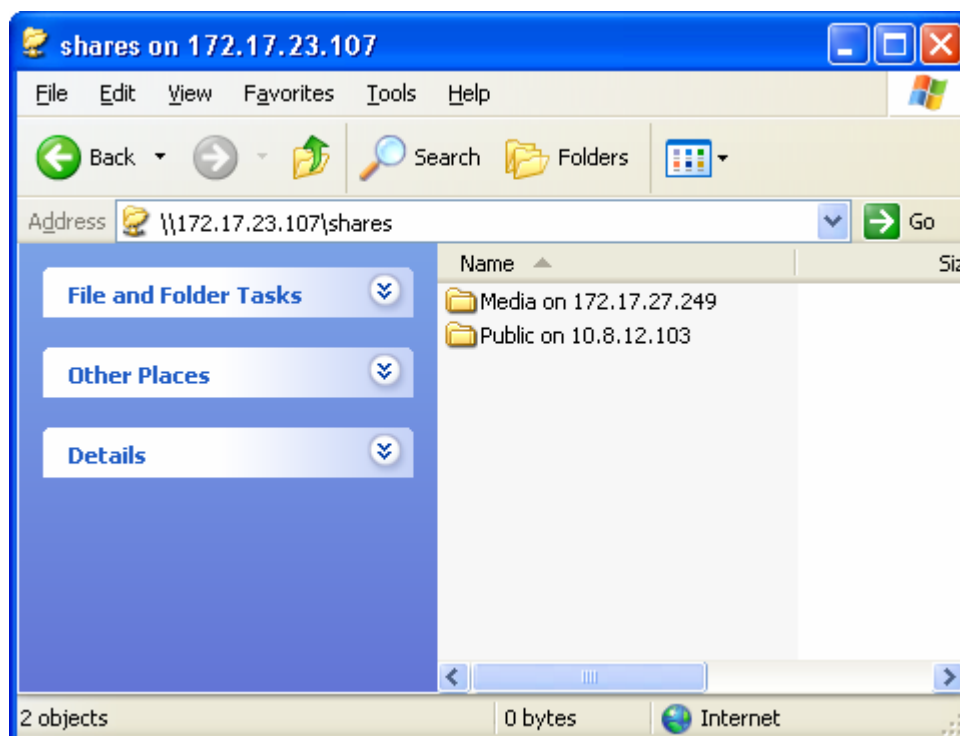 shares on 172.17.23.107
File Edit View Favorites Tools Help
Back Search Folders
Address \\172.17.23.107\shares Go
Name Siz
File and Folder Tasks
Media on 172.17.27.249
Public on 10.8.12.103
Other Places
Details
2 objects 0 bytes Internet